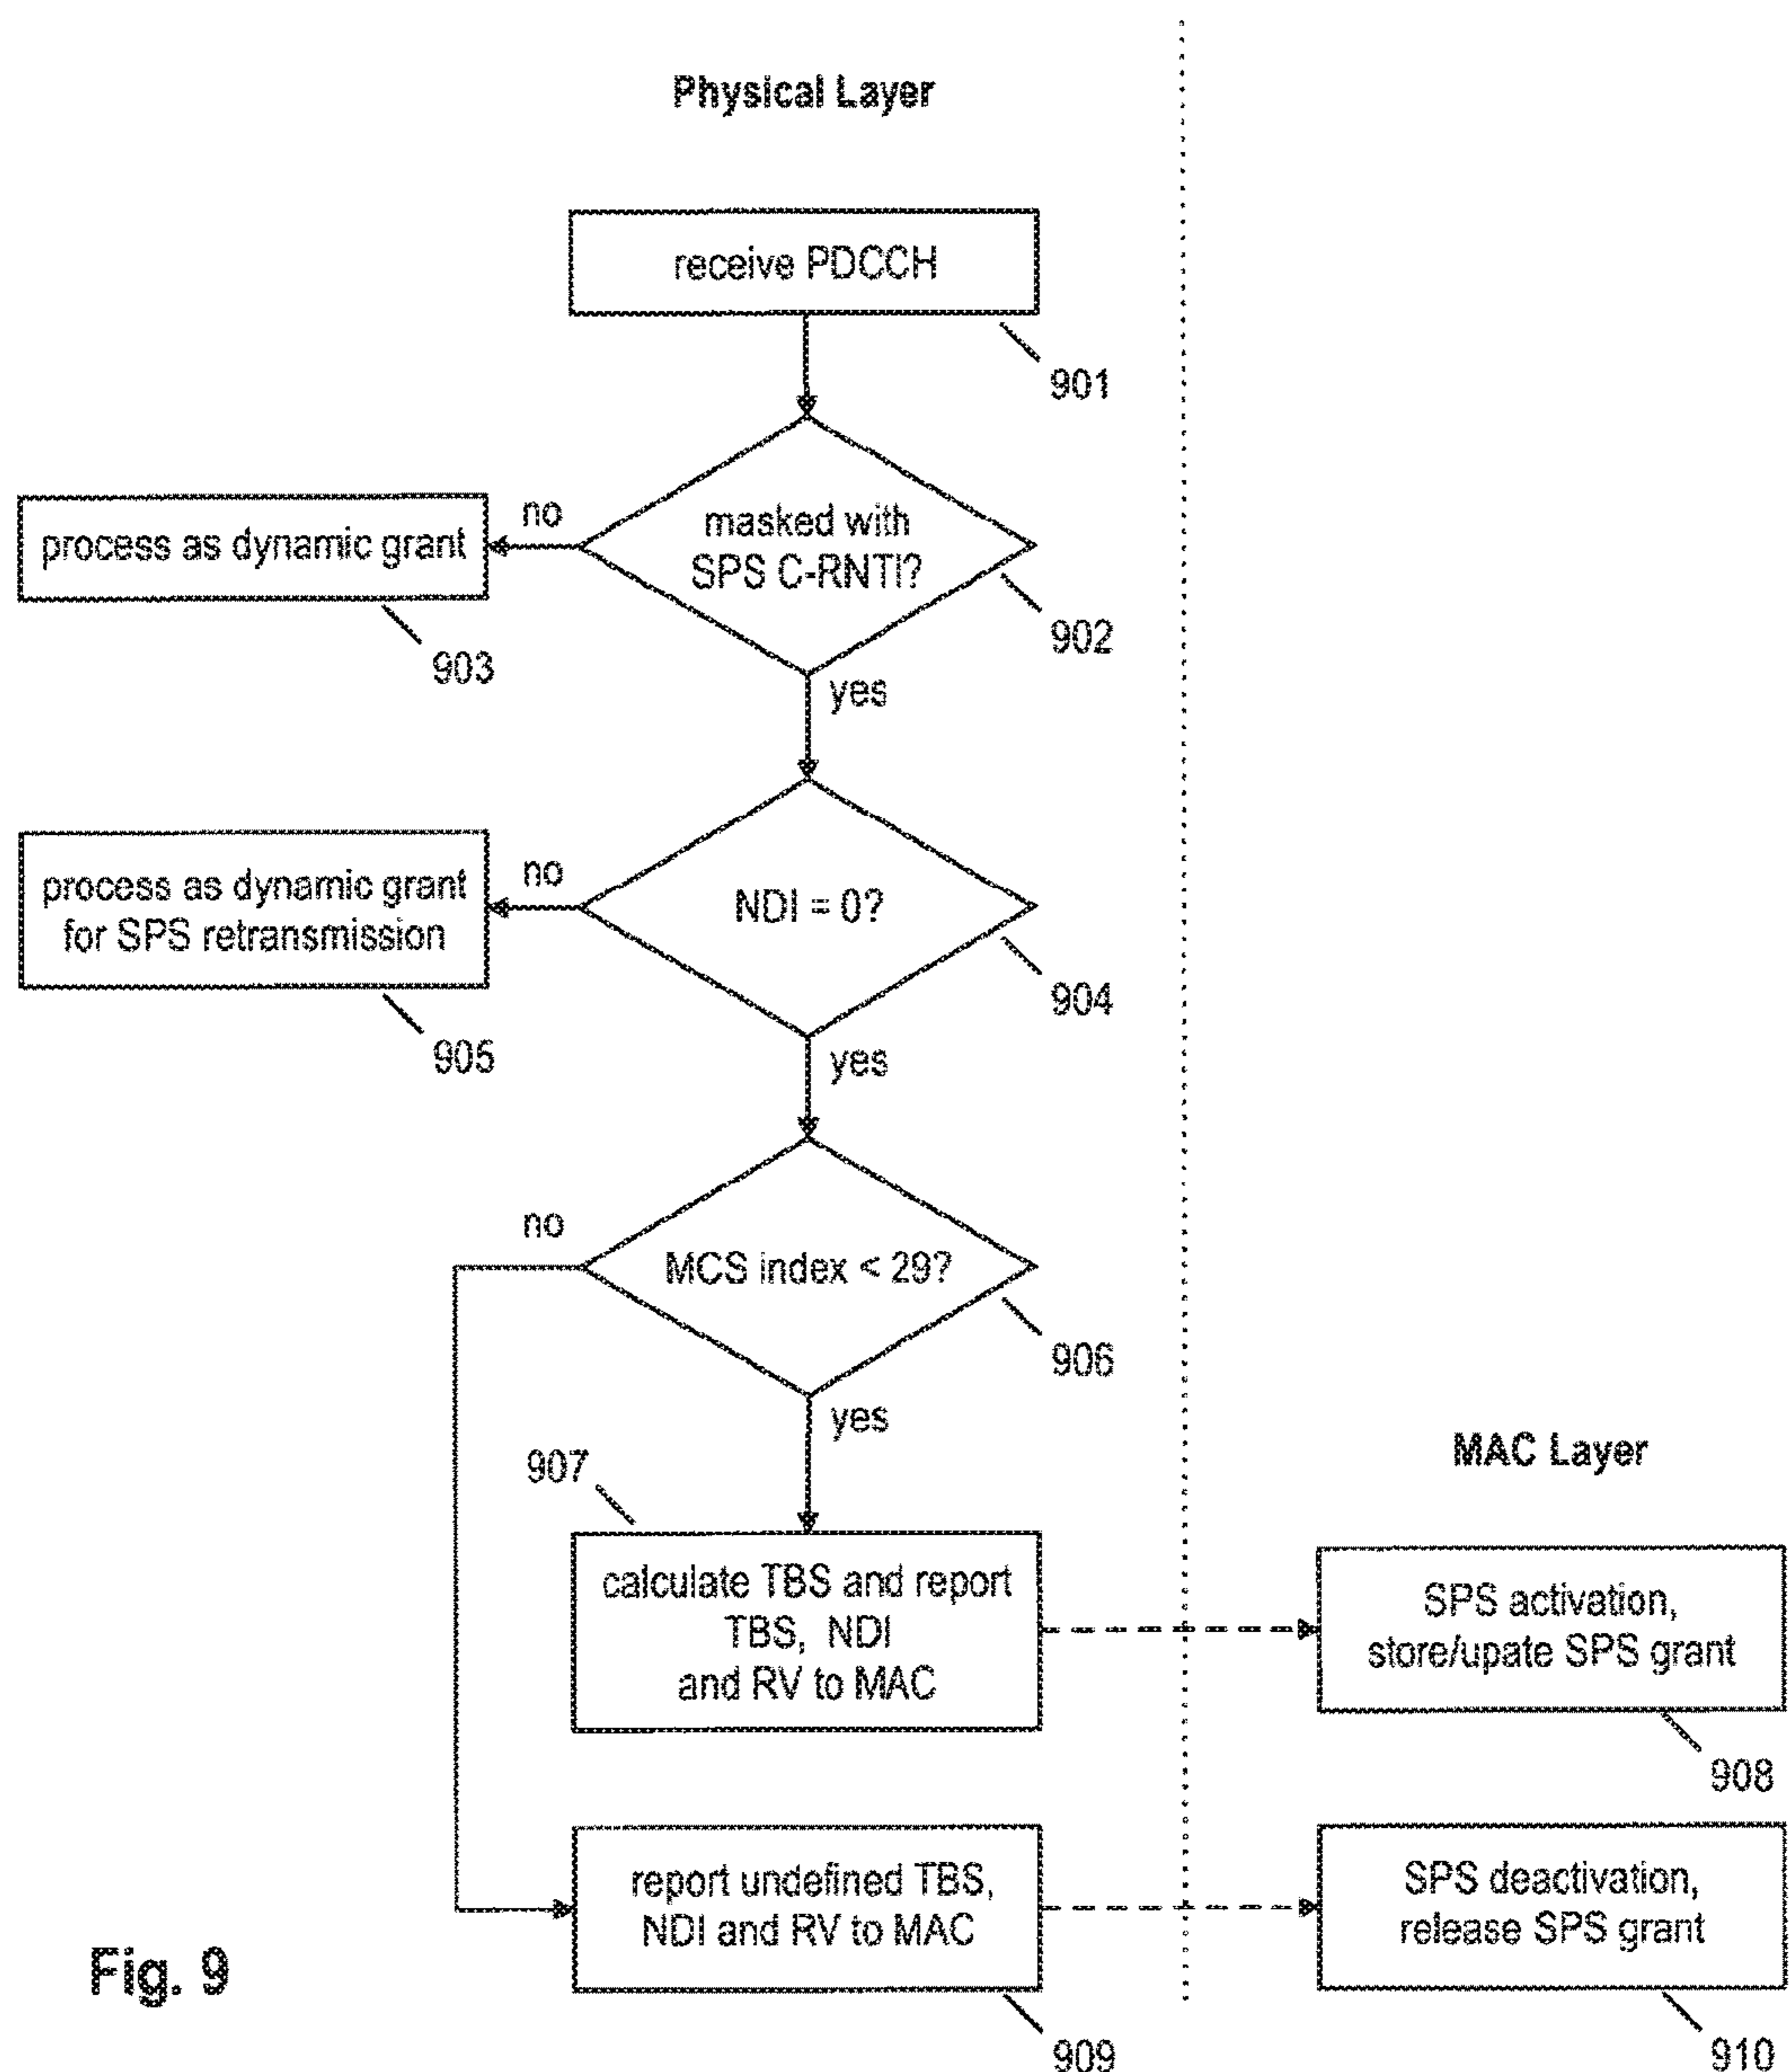 Physical Layer
receive PDCCH
901
masked with
SPS C-RNTI?
902
no
process as dynamic grant
903
yes
NDI = 0?
904
no
process as dynamic grant
for SPS retransmission
905
yes
MCS index < 29?
906
no
yes
907
calculate TBS and report
TBS, NDI
and RV to MAC
MAC Layer
SPS activation,
store/upate SPS grant
908
report undefined TBS,
NDI and RV to MAC
909
SPS deactivation,
release SPS grant
910
Fig. 9